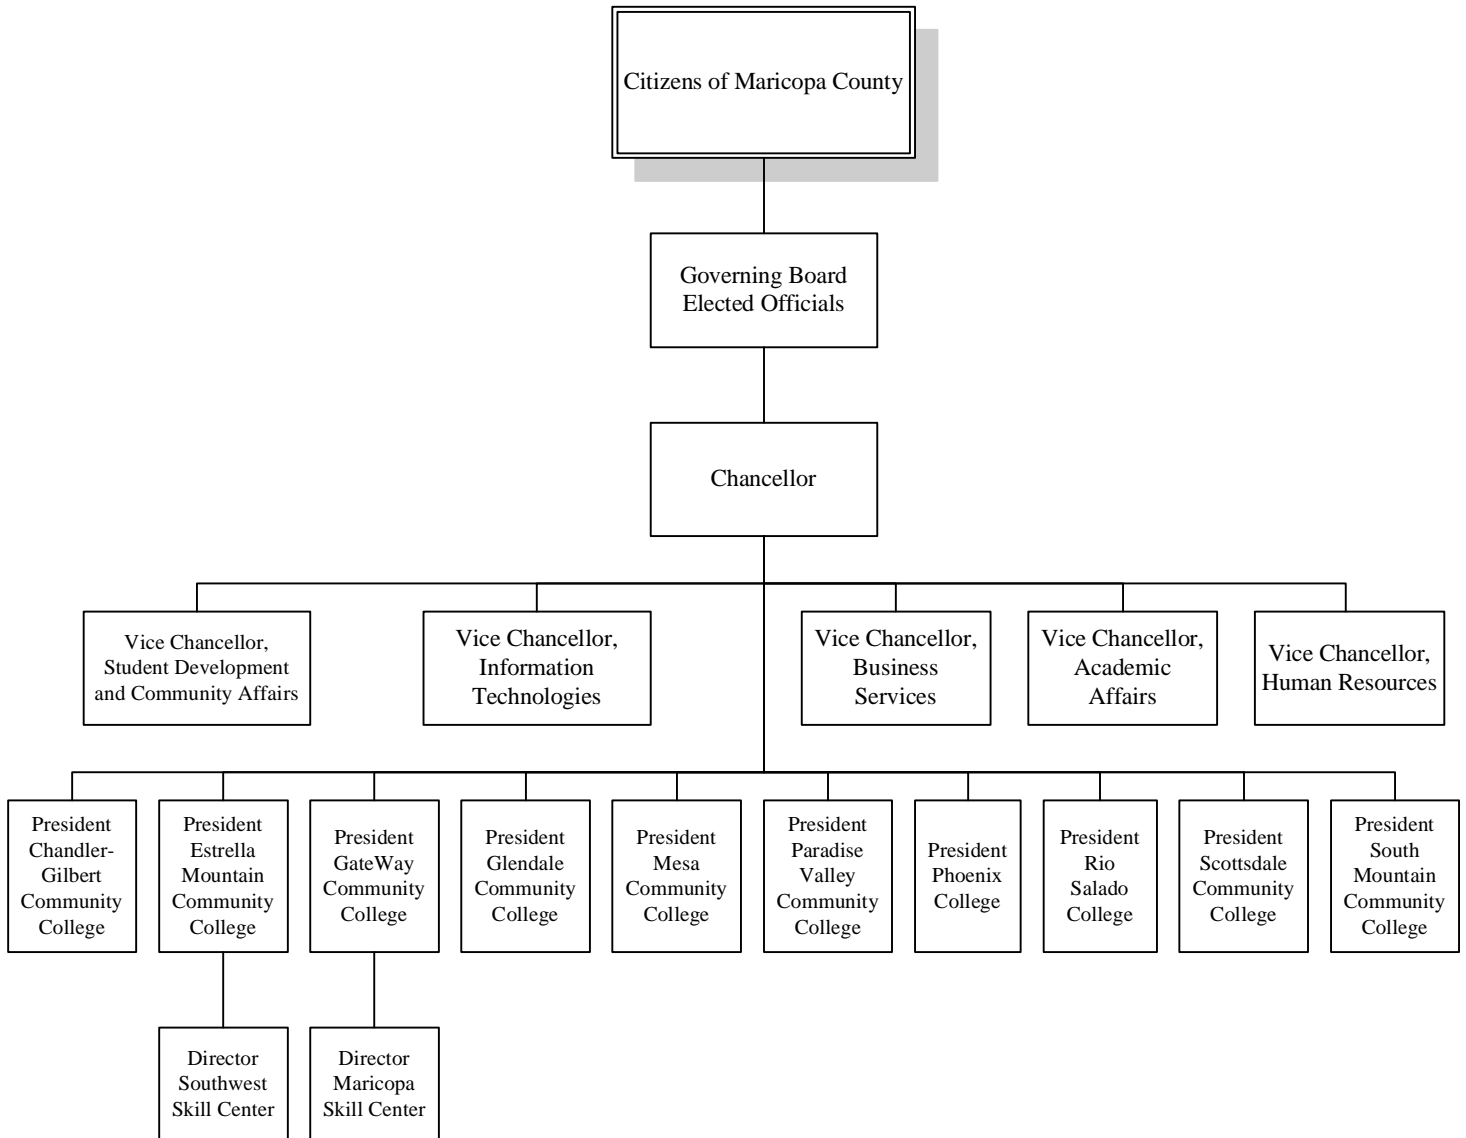 Citizens of Maricopa County
Governing Board
Elected Officials
Chancellor
Vice Chancellor,
Student Development
and Community Affairs
Vice Chancellor,
Information
Technologies
Vice Chancellor,
Business
Services
Vice Chancellor,
Academic
Affairs
Vice Chancellor,
Human Resources
President
Chandler-
Gilbert
Community
College
President
Estrella
Mountain
Community
College
President
GateWay
Community
College
President
Glendale
Community
College
President
Mesa
Community
College
President
Paradise
Valley
Community
College
President
Phoenix
College
President
Rio
Salado
College
President
Scottsdale
Community
College
President
South
Mountain
Community
College
Director
Southwest
Skill Center
Director
Maricopa
Skill Center